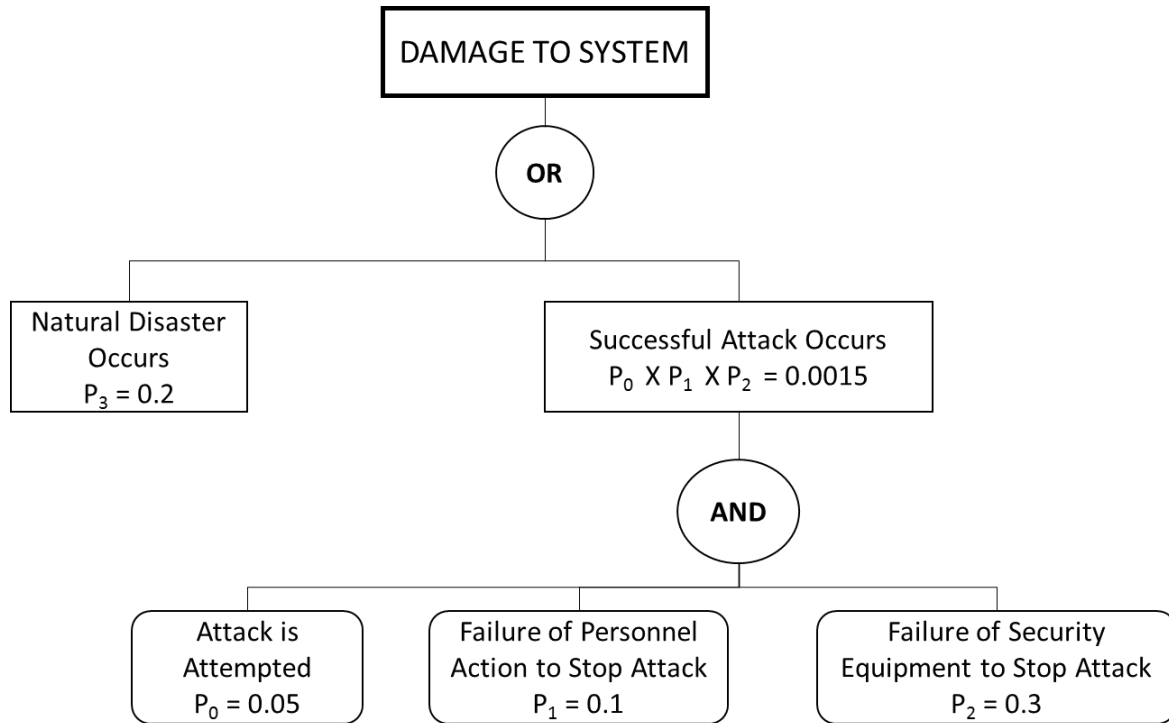 DAMAGE TO SYSTEM
OR
Natural Disaster
Occurs
P₃ = 0.2
Successful Attack Occurs
P₀ X P₁ X P₂ = 0.0015
AND
Attack is
Attempted
P₀ = 0.05
Failure of Personnel
Action to Stop Attack
P₁ = 0.1
Failure of Security
Equipment to Stop Attack
P₂ = 0.3